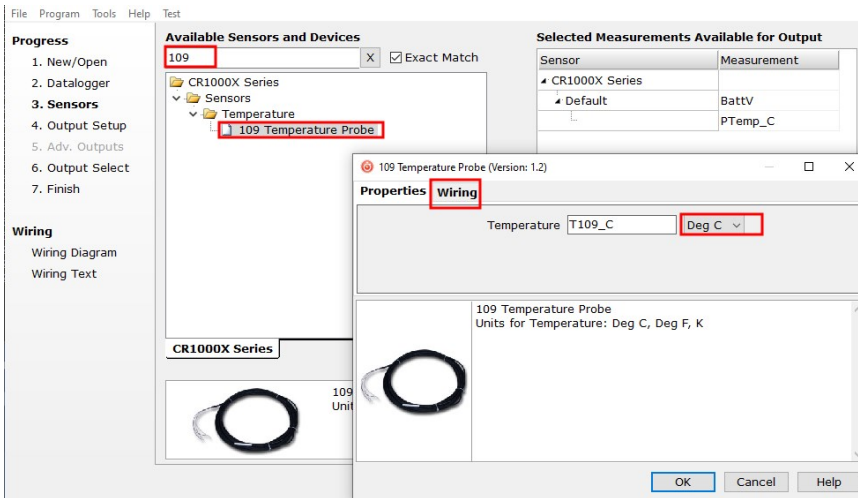 File Program Tools Help Test
Progress
1. New/Open
2. Datalogger
3. Sensors
4. Output Setup
5. Adv. Outputs
6. Output Select
7. Finish
Wiring
Wiring Diagram
Wiring Text
Available Sensors and Devices
109 X Exact Match
CR1000X Series
Sensors
Temperature
109 Temperature Probe
CR1000X Series
109
Unit
Selected Measurements Available for Output
Sensor Measurement
CR1000X Series
Default BattV
PTemp_C
109 Temperature Probe (Version: 1.2)
Properties Wiring
Temperature T109_C Deg C
109 Temperature Probe
Units for Temperature: Deg C, Deg F, K
OK Cancel Help